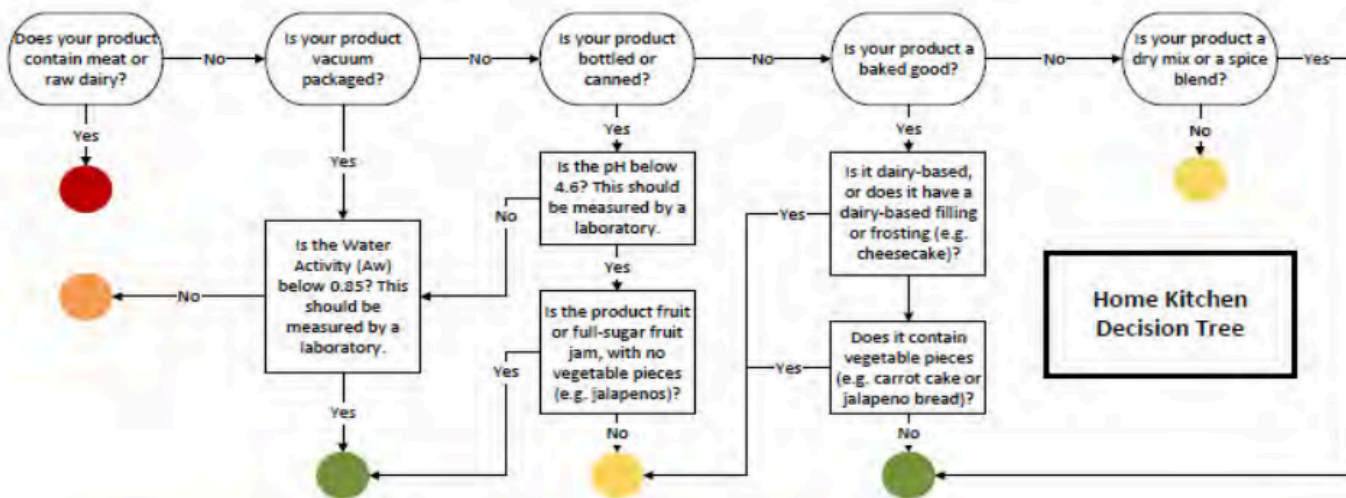 Does your product
contain meat or
raw dairy?
No
Is your product
vacuum
packaged?
No
Is your product
bottled or
canned?
No
Is your product a
baked good?
No
Is your product a
dry mix or a spice
blend?
Yes
Yes
Yes
Yes
Yes
No
Is the pH below
4.6? This should
be measured by a
laboratory.
No
Is it dairy-based,
or does it have a
dairy-based filling
or frosting (e.g.
cheesecake)?
Yes
Is the Water
Activity (Aw)
below 0.85? This
should be
measured by a
laboratory.
No
Yes
Is the product fruit
or full-sugar fruit
jam, with no
vegetable pieces
(e.g. jalapenos)?
Yes
Does it contain
vegetable pieces
(e.g. carrot cake or
jalapeno bread)?
Yes
Home Kitchen
Decision Tree
Yes
No
No